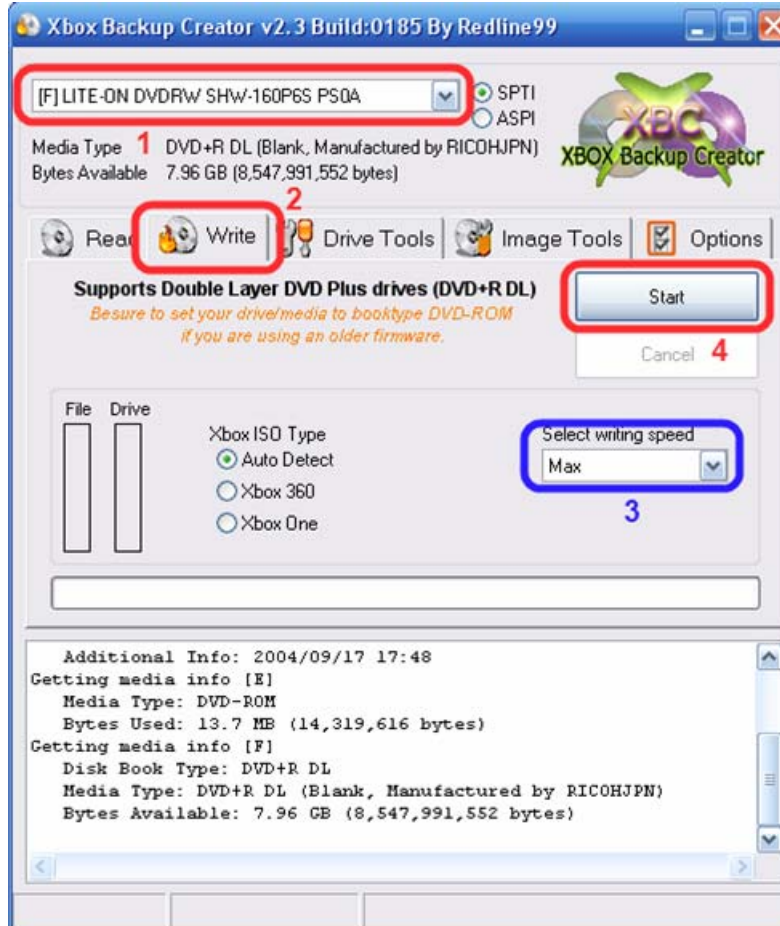 Xbox Backup Creator v2.3 Build:0185 By Redline99
[F] LITE-ON DVDRW SHW-160P6S PS0A
SPTI
ASPI
1
Media Type DVD+R DL (Blank, Manufactured by RICOHJPN)
Bytes Available 7.96 GB (8,547,991,552 bytes)
XBC
XBOX Backup Creator
2
Read Write Drive Tools Image Tools Options
Supports Double Layer DVD Plus drives (DVD+R DL)
Besure to set your drive/media to booktype DVD-ROM
if you are using an older firmware.
Start
Cancel 4
File Drive
Xbox ISO Type
Auto Detect
Xbox 360
Xbox One
Select writing speed
Max
3
Additional Info: 2004/09/17 17:48
Getting media info [E]
Media Type: DVD-ROM
Bytes Used: 13.7 MB (14,319,616 bytes)
Getting media info [F]
Disk Book Type: DVD+R DL
Media Type: DVD+R DL (Blank, Manufactured by RICOHJPN)
Bytes Available: 7.96 GB (8,547,991,552 bytes)